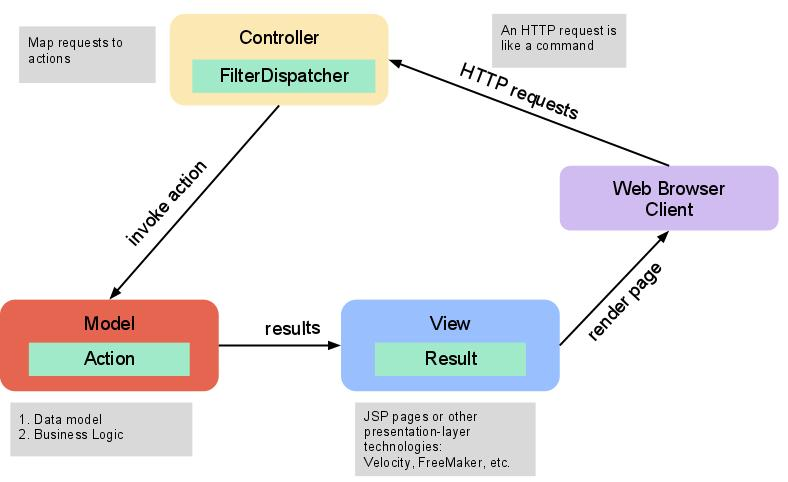 Map requests to
actions
Controller
FilterDispatcher
An HTTP request is
like a command
HTTP requests
Web Browser
Client
invoke action
Model
Action
results
View
Result
render page
1. Data model
2. Business Logic
JSP pages or other
presentation-layer
technologies:
Velocity, FreeMaker, etc.